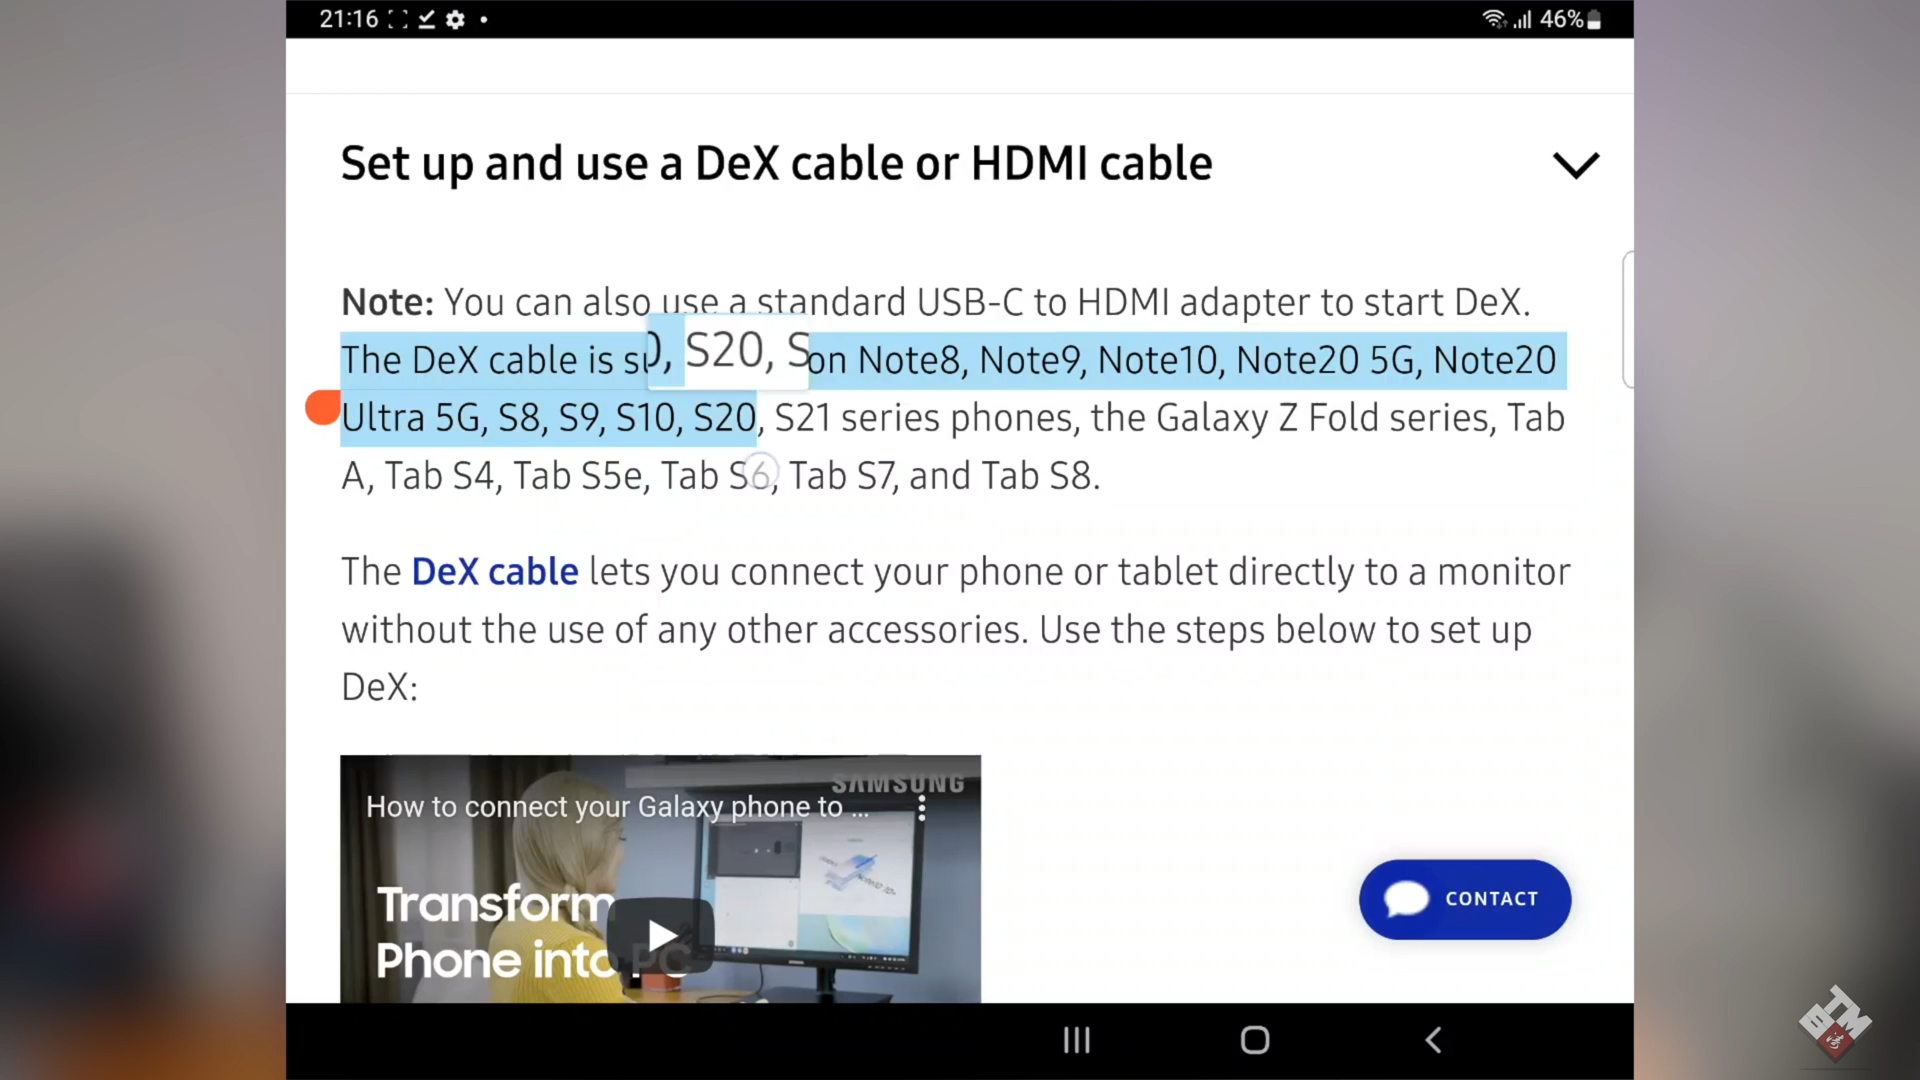 21:16
46%
Set up and use a DeX cable or HDMI cable
Note: You can also use a standard USB-C to HDMI adapter to start DeX.
The DeX cable is su on Note8, Note9, Note10, Note20 5G, Note20
0, S20, S
Ultra 5G, S8, S9, S10, S20, S21 series phones, the Galaxy Z Fold series, Tab
A, Tab S4, Tab S5e, Tab S6, Tab S7, and Tab S8.
The DeX cable lets you connect your phone or tablet directly to a monitor
without the use of any other accessories. Use the steps below to set up
DeX:
SAMSUNG
How to connect your Galaxy phone to ...
Transform
Phone into PC
CONTACT
BTM